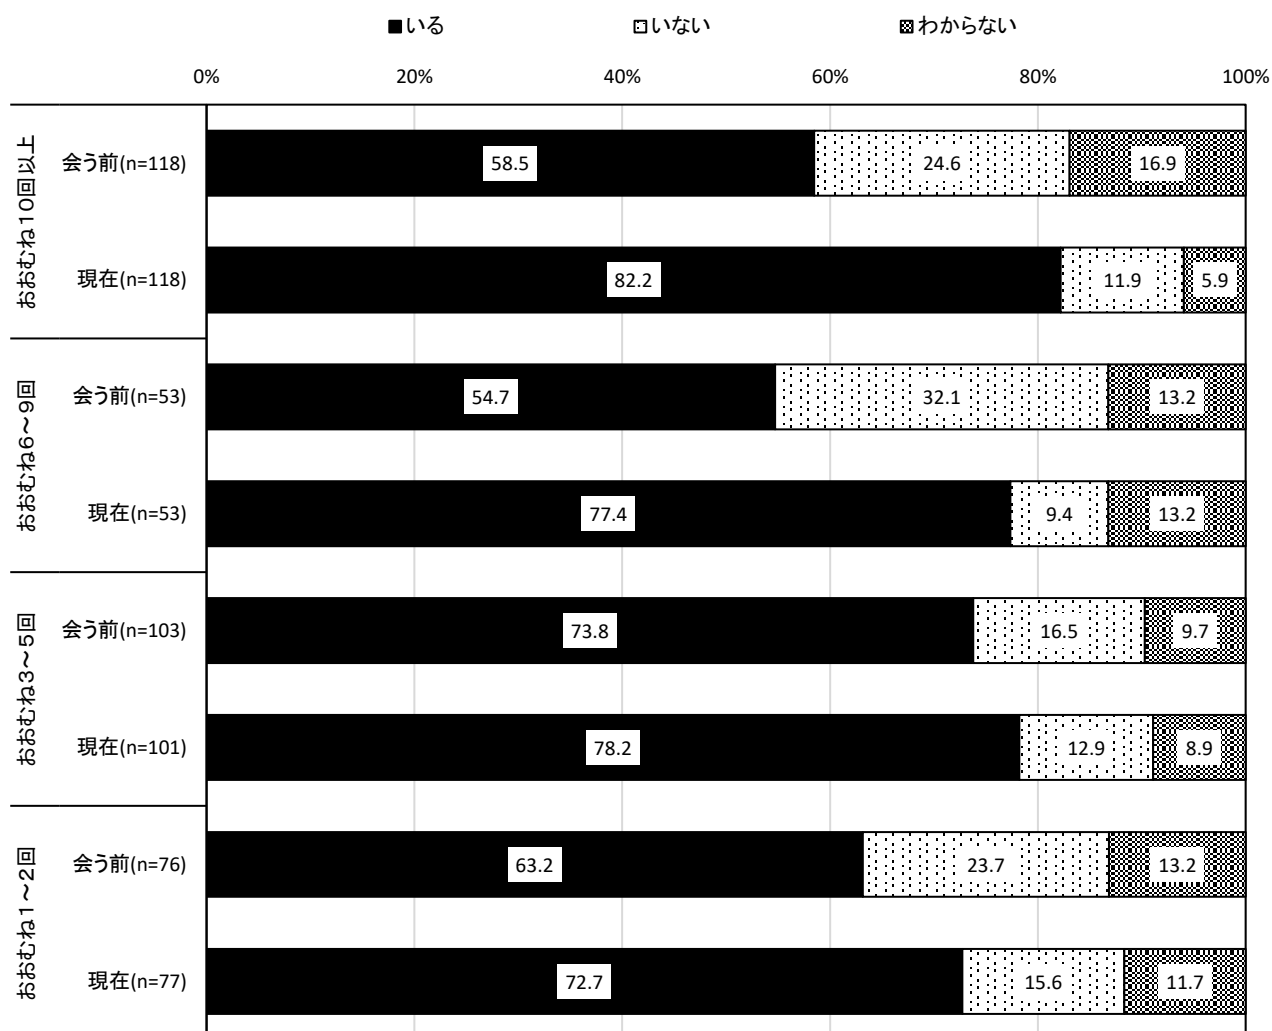 ■いる □いない ▩わからない
0% 20% 40% 60% 80% 100%
おおむね10回以上
会う前(n=118) 58.5 24.6 16.9
現在(n=118) 82.2 11.9 5.9
おおむね6～9回
会う前(n=53) 54.7 32.1 13.2
現在(n=53) 77.4 9.4 13.2
おおむね3～5回
会う前(n=103) 73.8 16.5 9.7
現在(n=101) 78.2 12.9 8.9
おおむね1～2回
会う前(n=76) 63.2 23.7 13.2
現在(n=77) 72.7 15.6 11.7